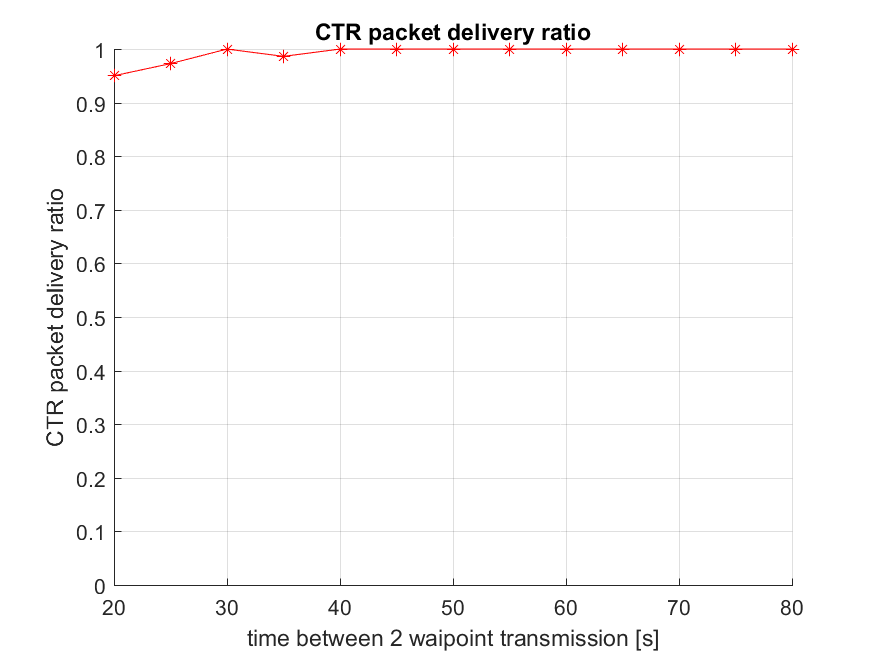 CTR packet delivery ratio
CTR packet delivery ratio
1
0.9
0.8
0.7
0.6
0.5
0.4
0.3
0.2
0.1
0
20 30 40 50 60 70 80
time between 2 waipoint transmission [s]